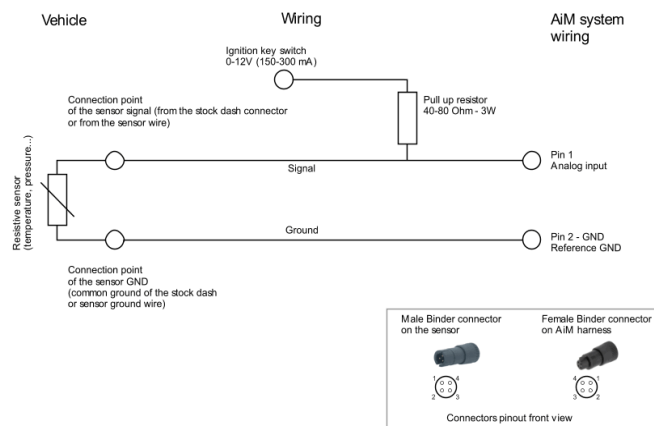 Vehicle
Wiring
AiM system
wiring
Ignition key switch
0-12V (150-300 mA)
Connection point
of the sensor signal (from the stock dash connector
or from the sensor wire)
Pull up resistor
40-80 Ohm - 3W
Signal
Pin 1
Analog input
Resistive sensor
(temperature, pressure...)
Ground
Pin 2 - GND
Reference GND
Connection point
of the sensor GND
(common ground of the stock dash
or sensor ground wire)
Male Binder connector
on the sensor
Female Binder connector
on AiM harness
1 4
2 3
4 1
3 2
Connectors pinout front view